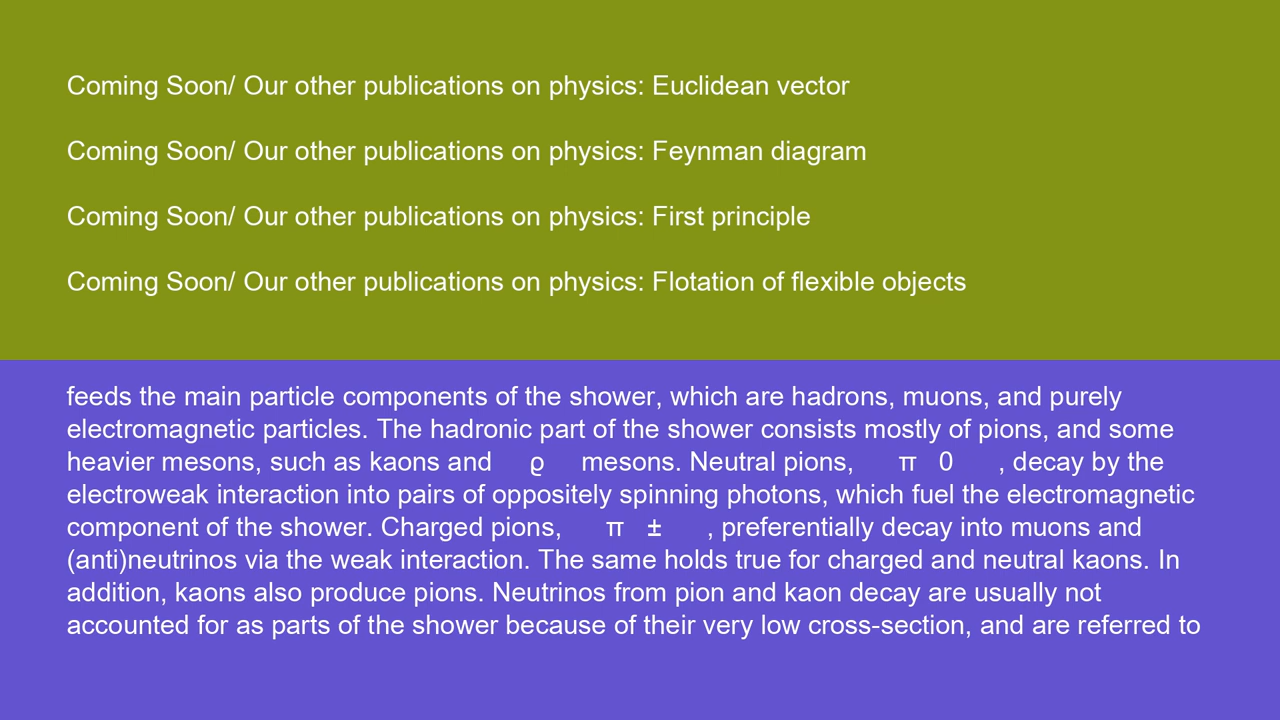 Coming Soon/ Our other publications on physics: Euclidean vector
Coming Soon/ Our other publications on physics: Feynman diagram
Coming Soon/ Our other publications on physics: First principle
Coming Soon/ Our other publications on physics: Flotation of flexible objects
feeds the main particle components of the shower, which are hadrons, muons, and purely
electromagnetic particles. The hadronic part of the shower consists mostly of pions, and some
heavier mesons, such as kaons and ϱ mesons. Neutral pions, π 0 , decay by the
electroweak interaction into pairs of oppositely spinning photons, which fuel the electromagnetic
component of the shower. Charged pions, π ± , preferentially decay into muons and
(anti)neutrinos via the weak interaction. The same holds true for charged and neutral kaons. In
addition, kaons also produce pions. Neutrinos from pion and kaon decay are usually not
accounted for as parts of the shower because of their very low cross-section, and are referred to